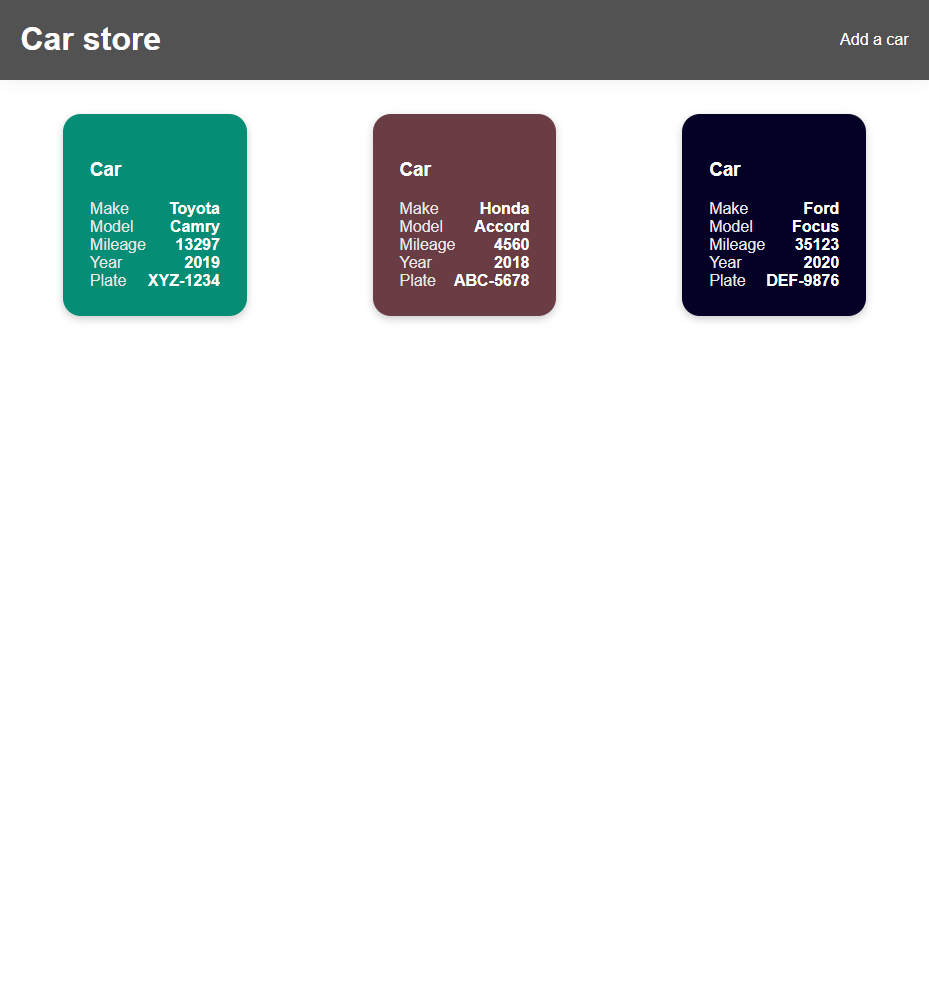 Car store
Add a car
Car
Make Toyota
Model Camry
Mileage 13297
Year 2019
Plate XYZ-1234
Car
Make Honda
Model Accord
Mileage 4560
Year 2018
Plate ABC-5678
Car
Make Ford
Model Focus
Mileage 35123
Year 2020
Plate DEF-9876